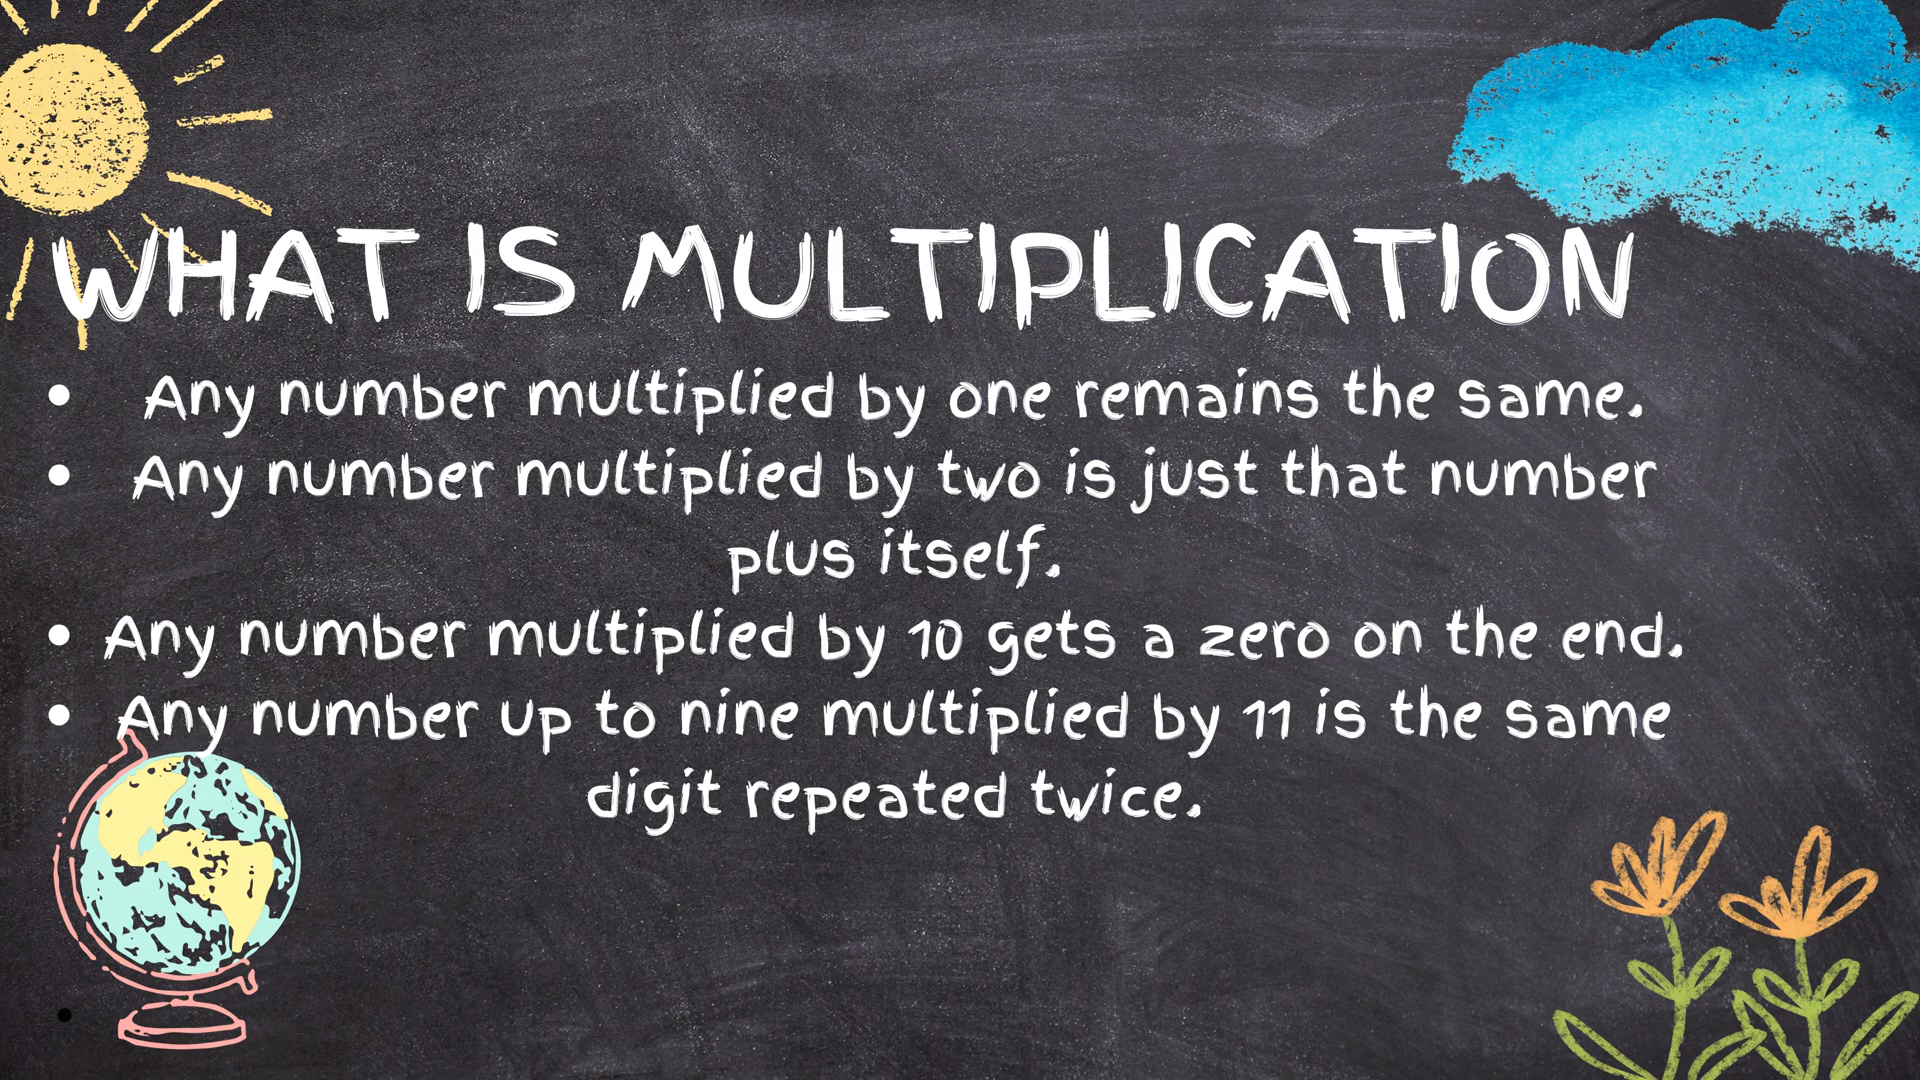 WHAT IS MULTIPLICATION
• Any number multiplied by one remains the same.
• Any number multiplied by two is just that number
plus itself.
• Any number multiplied by 10 gets a zero on the end.
• Any number up to nine multiplied by 11 is the same
digit repeated twice.